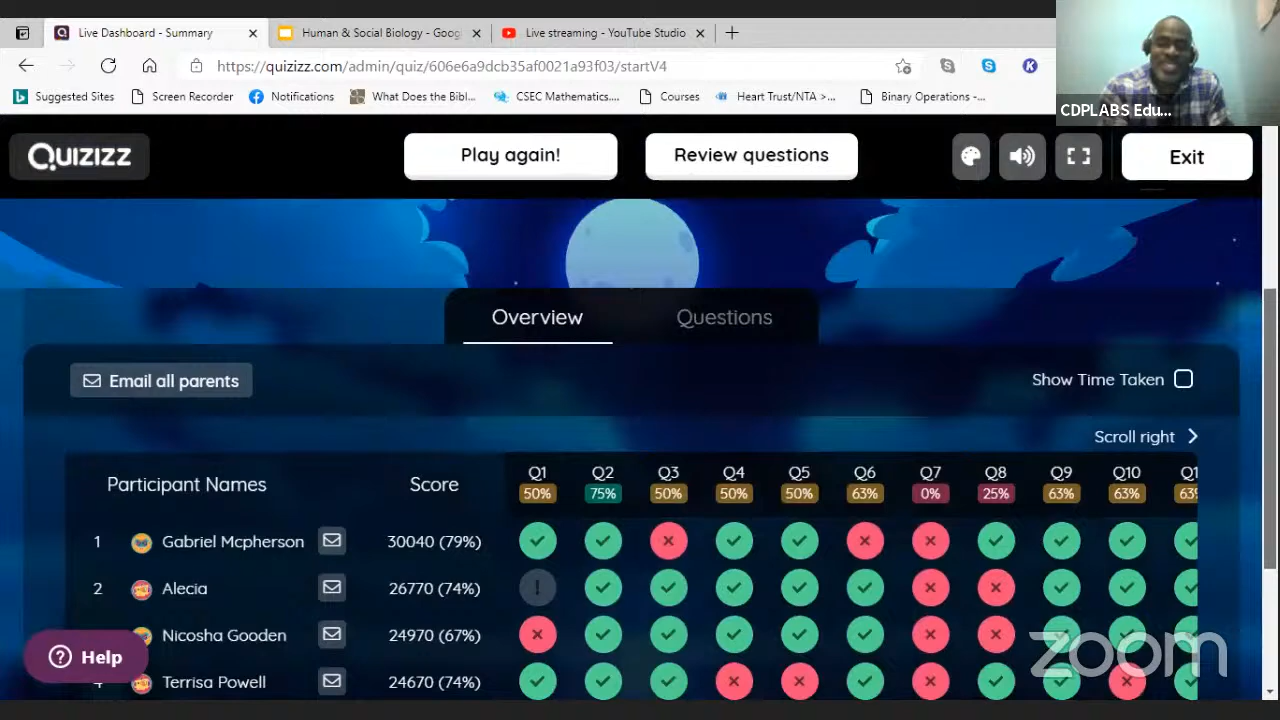 Live Dashboard - Summary
Human & Social Biology - Goog
Live streaming - YouTube Studio
https://quizizz.com/admin/quiz/606e6a9dcb35af0021a93f03/startV4
Suggested Sites
Screen Recorder
Notifications
What Does the Bibl...
CSEC Mathematics....
Courses
Heart Trust/NTA >...
Binary Operations -...
CDPLABS Edu...
QUIZIZZ
Play again!
Review questions
Exit
Overview
Questions
Email all parents
Show Time Taken
Scroll right
Participant Names Score Q1 Q2 Q3 Q4 Q5 Q6 Q7 Q8 Q9 Q10 Q1
50% 75% 50% 50% 50% 63% 0% 25% 63% 63% 63%
1 Gabriel Mcpherson 30040 (79%)
2 Alecia 26770 (74%)
Nicosha Gooden 24970 (67%)
4 Terrisa Powell 24670 (74%)
Help
zoom